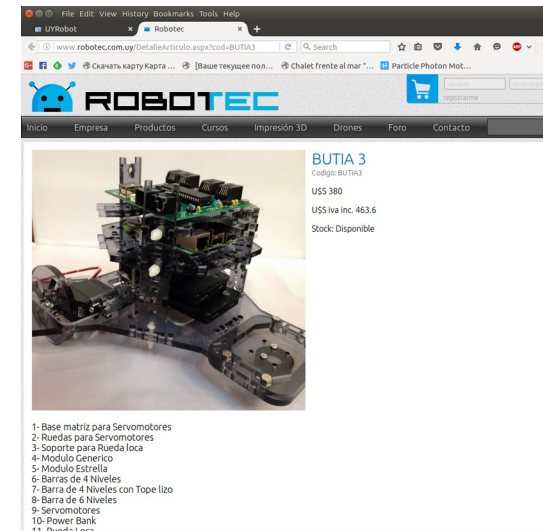 File Edit View History Bookmarks Tools Help
UYRobot × Robotec × +
www.robotec.com.uy/DetalleArticulo.aspx?cod=BUTIA3 Search
Скачать карту Карта ... [Ваше текущее пол... Chalet frente al mar "... Particle Photon Mot...
ROBOTEC
registrarme
Inicio Empresa Productos Cursos Impresión 3D Drones Foro Contacto
BUTIA 3
Codigo: BUTIA3
U$S 380
U$S iva inc. 463.6
Stock: Disponible
1- Base matriz para Servomotores
2- Ruedas para Servomotores
3- Soporte para Rueda loca
4- Modulo Generico
5- Modulo Estrella
6- Barras de 4 Niveles
7- Barra de 4 Niveles con Tope lizo
8- Barra de 6 Niveles
9- Servomotores
10- Power Bank
11- Rueda Loca